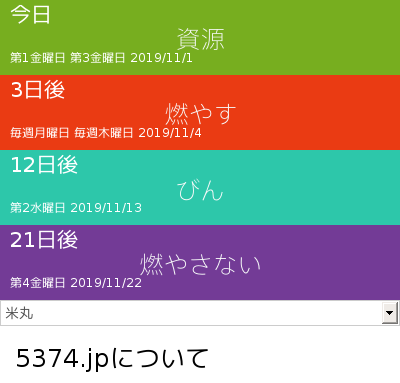 今日
資源
第1金曜日 第3金曜日 2019/11/1
3日後
燃やす
毎週月曜日 毎週木曜日 2019/11/4
12日後
びん
第2水曜日 2019/11/13
21日後
燃やさない
第4金曜日 2019/11/22
米丸
5374.jpについて